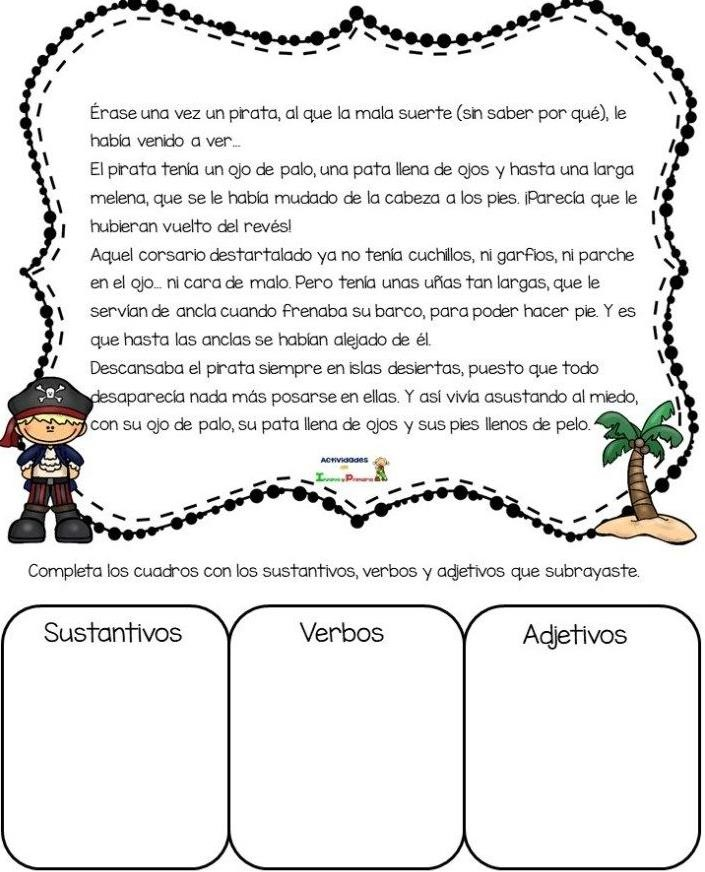 Érase una vez un pirata, al que la mala suerte (sin saber por qué), le
había venido a ver...
El pirata tenía un ojo de palo, una pata llena de ojos y hasta una larga
melena, que se le había mudado de la cabeza a los pies. ¡Parecía que le
hubieran vuelto del revés!
Aquel corsario destartalado ya no tenía cuchillos, ni garfios, ni parche
en el ojo... ni cara de malo. Pero tenía unas uñas tan largas, que le
servían de ancla cuando frenaba su barco, para poder hacer pie. Y es
que hasta las anclas se habían alejado de él.
Descansaba el pirata siempre en islas desiertas, puesto que todo
desaparecía nada más posarse en ellas. Y así vivía asustando al miedo,
con su ojo de palo, su pata llena de ojos y sus pies llenos de pelo.
Actividades
Infantil y Primaria
Completa los cuadros con los sustantivos, verbos y adjetivos que subrayaste.
Sustantivos
Verbos
Adjetivos